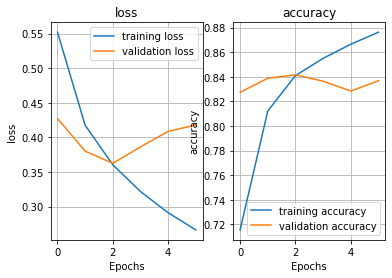 loss
training loss
validation loss
0.55
0.50
0.45
0.40
0.35
0.30
loss
0
2
4
Epochs
accuracy
0.88
0.86
0.84
0.82
0.80
0.78
0.76
0.74
0.72
accuracy
training accuracy
validation accuracy
0
2
4
Epochs